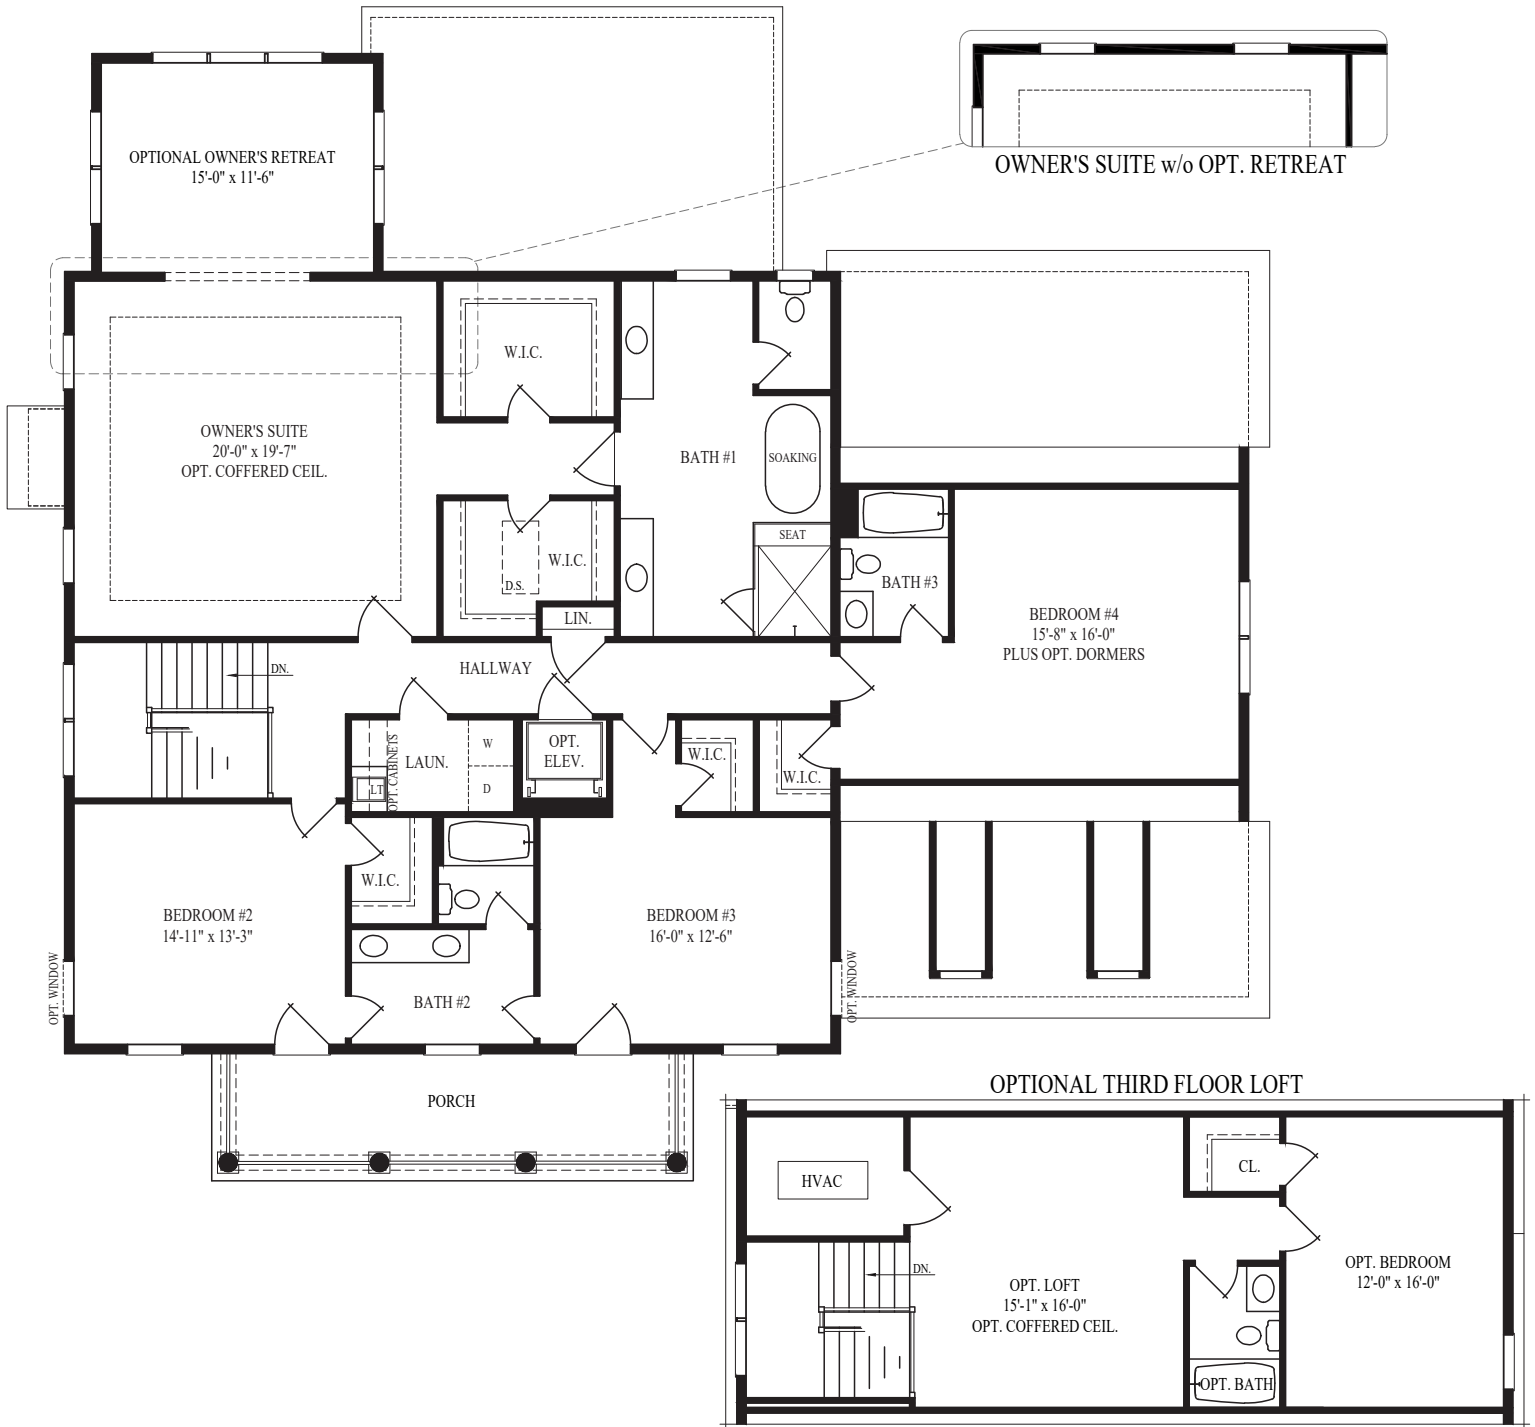 OPTIONAL OWNER'S RETREAT
15'-0" x 11'-6"
OWNER'S SUITE w/o OPT. RETREAT
W.I.C.
OWNER'S SUITE
20'-0" x 19'-7"
OPT. COFFERED CEIL.
BATH #1
SOAKING
SEAT
W.I.C.
D.S.
LIN.
BATH #3
BEDROOM #4
15'-8" x 16'-0"
PLUS OPT. DORMERS
HALLWAY
DN.
OPT. CABINETS
LAUN.
W
D
LT
OPT.
ELEV.
W.I.C.
W.I.C.
W.I.C.
BEDROOM #2
14'-11" x 13'-3"
BEDROOM #3
16'-0" x 12'-6"
OPT. WINDOW
BATH #2
OPT. WINDOW
PORCH
OPTIONAL THIRD FLOOR LOFT
HVAC
CL.
DN.
OPT. LOFT
15'-1" x 16'-0"
OPT. COFFERED CEIL.
OPT. BEDROOM
12'-0" x 16'-0"
OPT. BATH